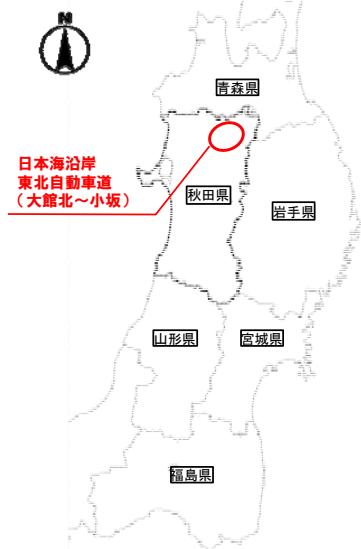 N
青森県
日本海沿岸
東北自動車道
（大館北～小坂）
秋田県
岩手県
山形県
宮城県
福島県